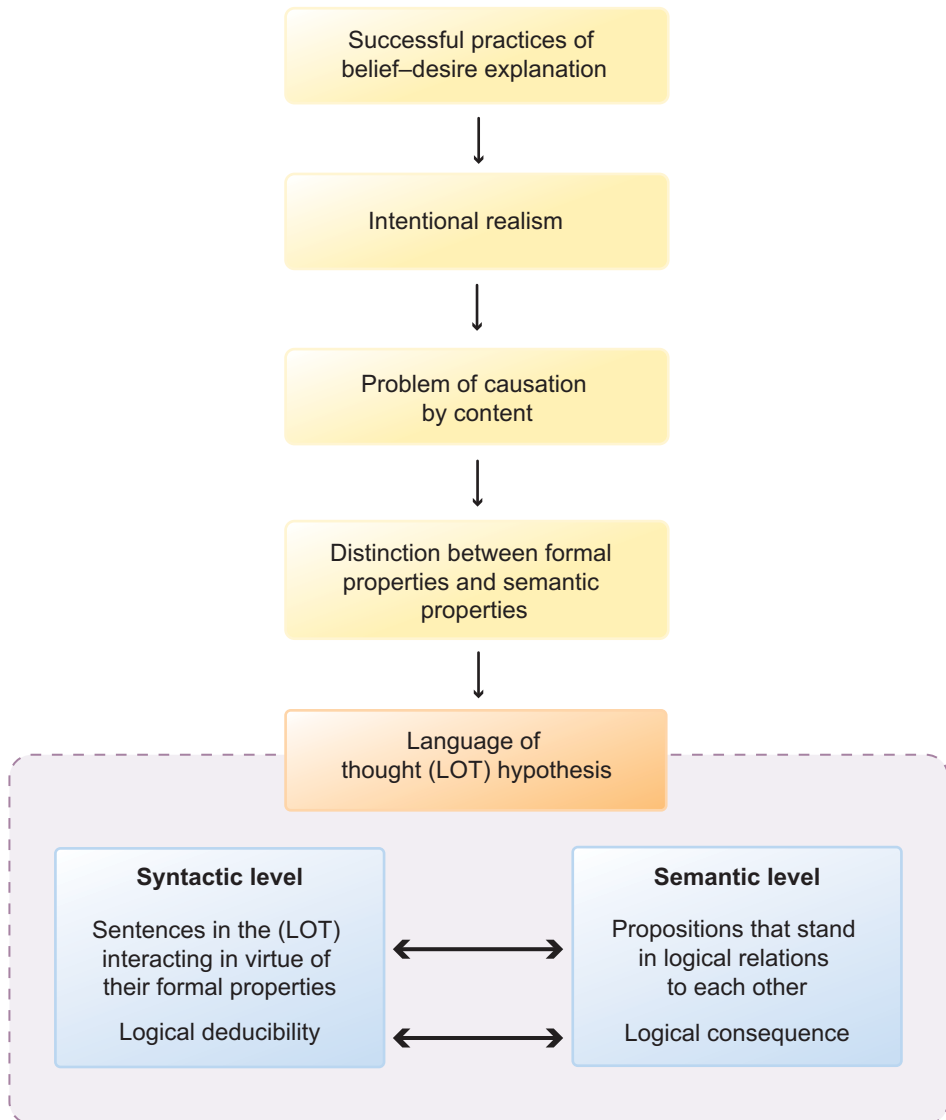 Successful practices of
belief–desire explanation
Intentional realism
Problem of causation
by content
Distinction between formal
properties and semantic
properties
Language of
thought (LOT) hypothesis
Syntactic level
Sentences in the (LOT)
interacting in virtue of
their formal properties
Logical deducibility
Semantic level
Propositions that stand
in logical relations
to each other
Logical consequence